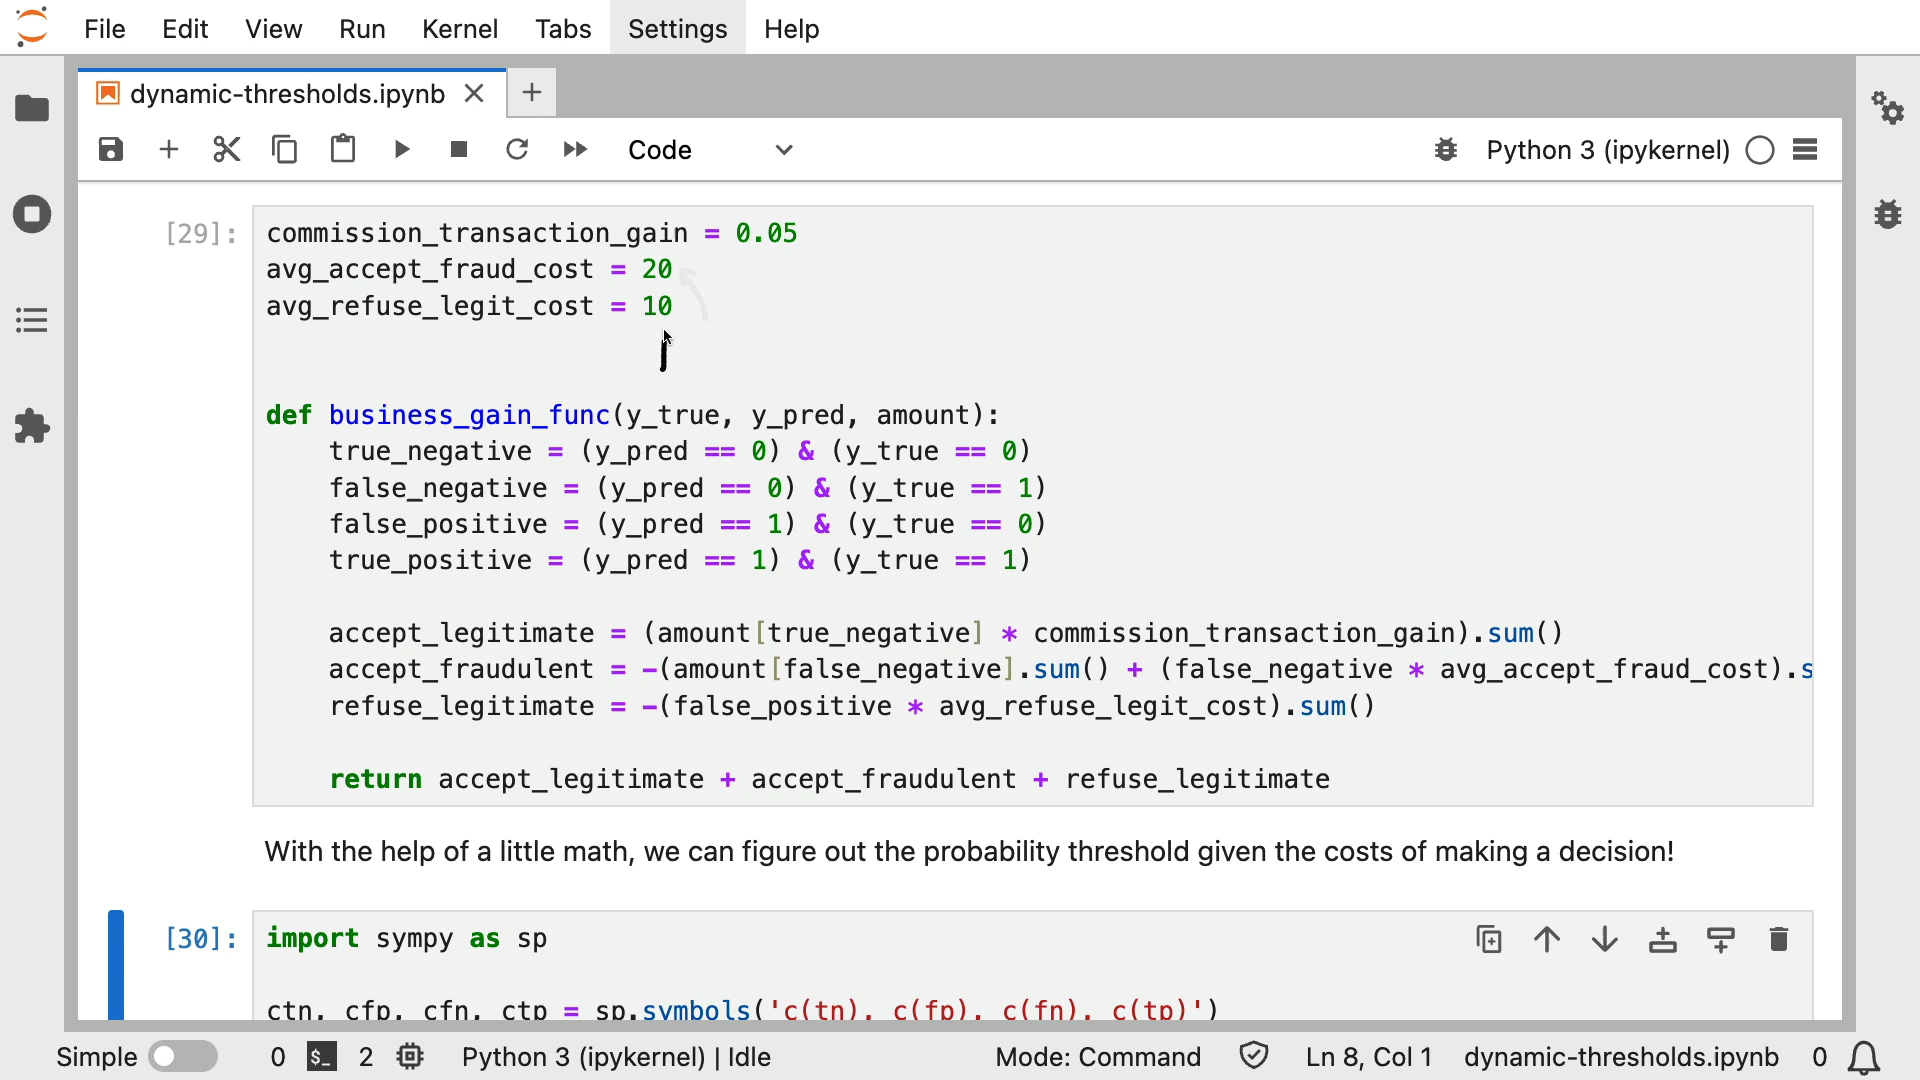 File Edit View Run Kernel Tabs Settings Help
dynamic-thresholds.ipynb
Code Python 3 (ipykernel)
[29]: commission_transaction_gain = 0.05
avg_accept_fraud_cost = 20
avg_refuse_legit_cost = 10
def business_gain_func(y_true, y_pred, amount):
true_negative = (y_pred == 0) & (y_true == 0)
false_negative = (y_pred == 0) & (y_true == 1)
false_positive = (y_pred == 1) & (y_true == 0)
true_positive = (y_pred == 1) & (y_true == 1)
accept_legitimate = (amount[true_negative] * commission_transaction_gain).sum()
accept_fraudulent = -(amount[false_negative].sum() + (false_negative * avg_accept_fraud_cost).s
refuse_legitimate = -(false_positive * avg_refuse_legit_cost).sum()
return accept_legitimate + accept_fraudulent + refuse_legitimate
With the help of a little math, we can figure out the probability threshold given the costs of making a decision!
[30]: import sympy as sp
ctn, cfp, cfn, ctp = sp.symbols('c(tn), c(fp), c(fn), c(tp)')
Simple 0 $_ 2 Python 3 (ipykernel) | Idle Mode: Command Ln 8, Col 1 dynamic-thresholds.ipynb 0